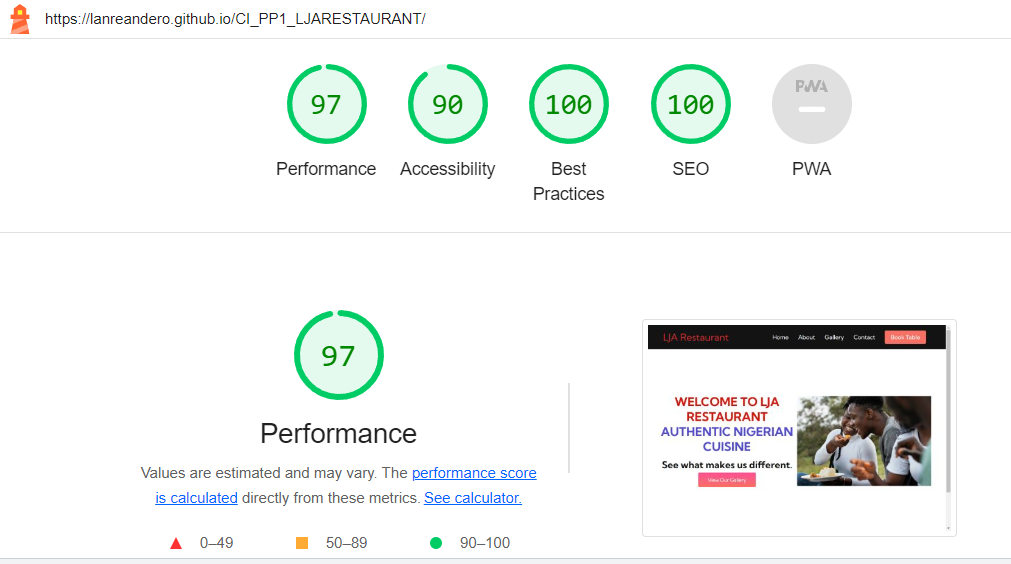 https://lanreandero.github.io/CI_PP1_LJARESTAURANT/
97
90
100
100
PWA
Performance
Accessibility
Best
Practices
SEO
PWA
97
Performance
Values are estimated and may vary. The performance score
is calculated directly from these metrics. See calculator.
0–49
50–89
90–100
LJA Restaurant
Home
About
Gallery
Contact
Book Table
WELCOME TO LJA
RESTAURANT
AUTHENTIC NIGERIAN
CUISINE
See what makes us different.
View Our Gallery